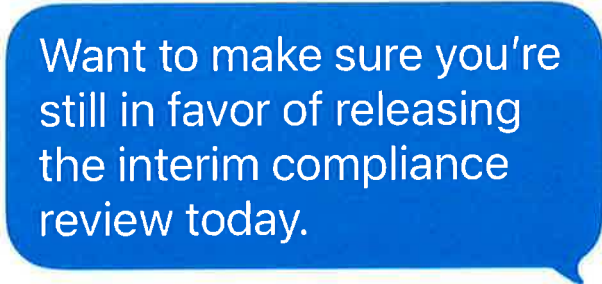 Want to make sure you're
still in favor of releasing
the interim compliance
review today.